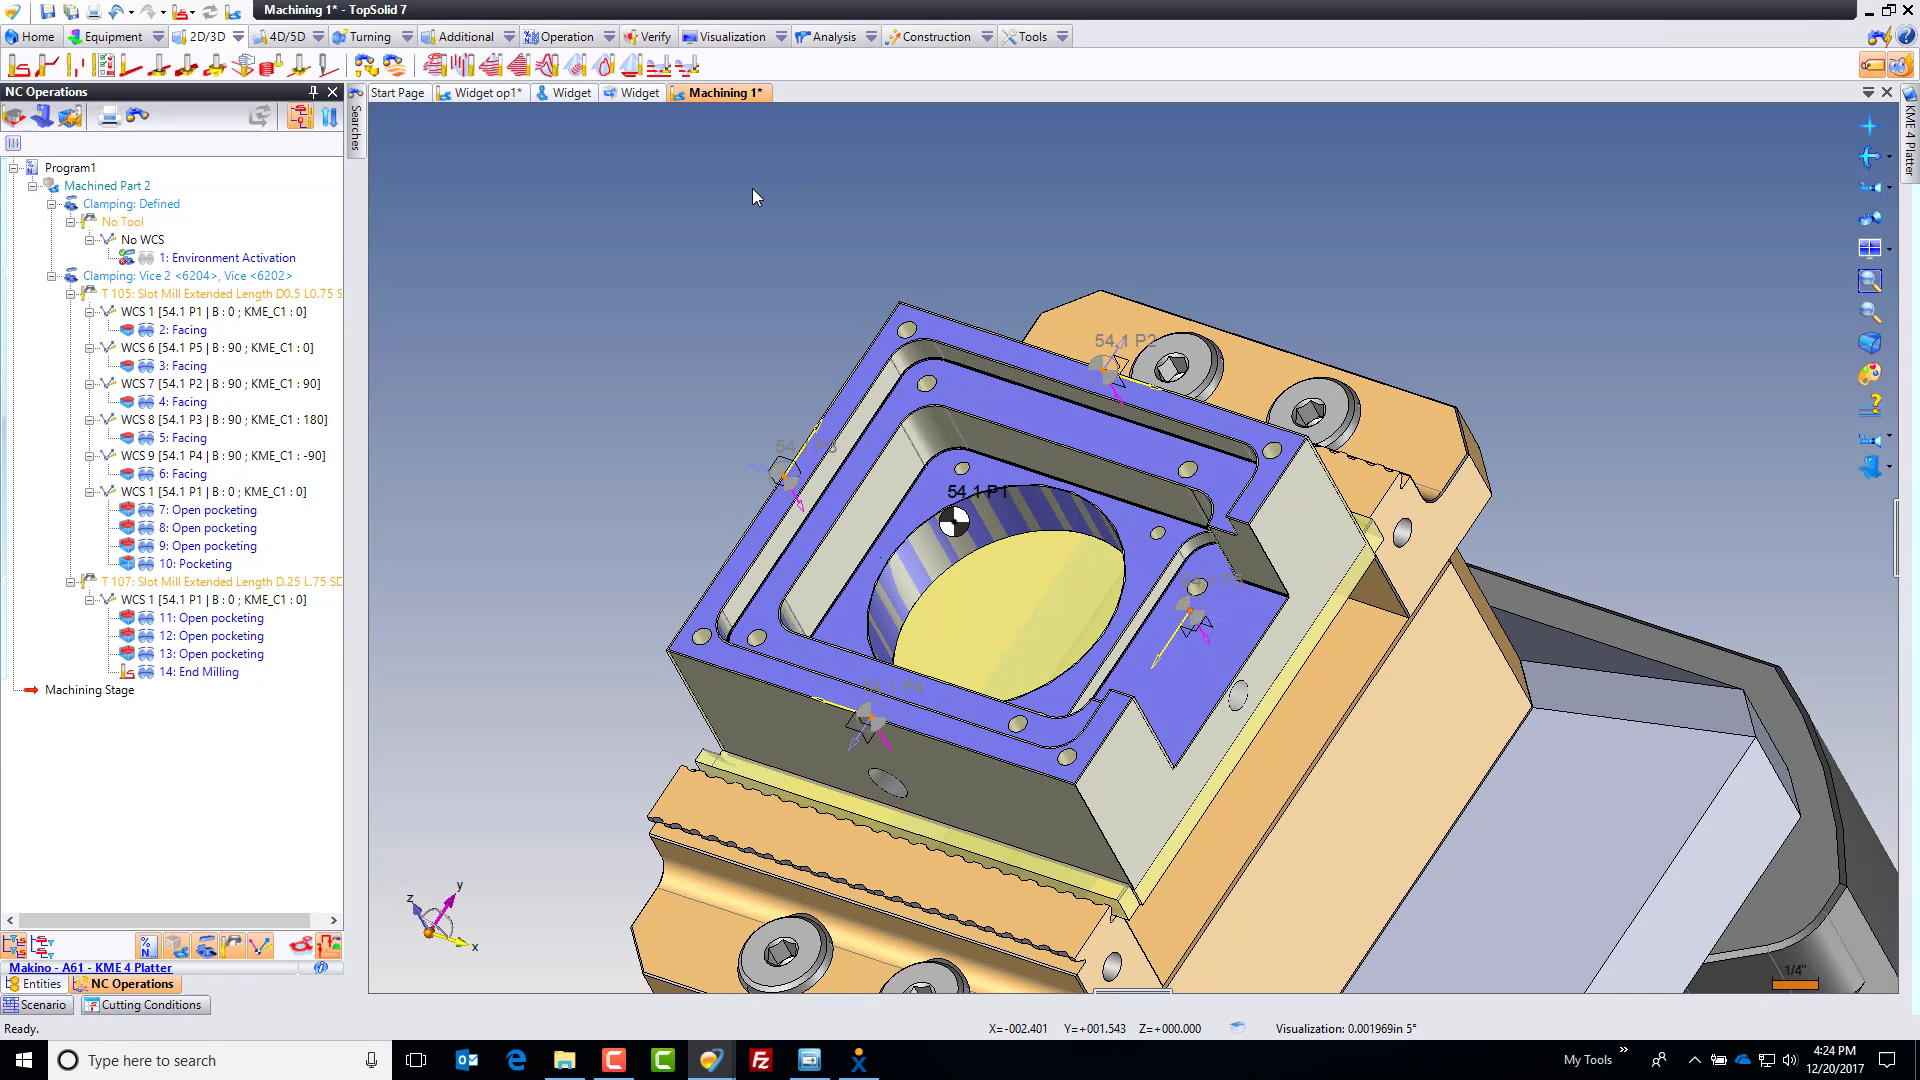 Machining 1* - TopSolid 7
Home Equipment 2D/3D 4D/5D Turning Additional Operation Verify Visualization Analysis Construction Tools
NC Operations
Searches
Start Page Widget op1* Widget Widget Machining 1*
KME 4 Platter
Program1
Machined Part 2
Clamping: Defined
No Tool
No WCS
1: Environment Activation
Clamping: Vice 2 <6204>, Vice <6202>
T 105: Slot Mill Extended Length D0.5 L0.75 S
WCS 1 [54.1 P1 | B : 0 ; KME_C1 : 0]
2: Facing
WCS 6 [54.1 P5 | B : 90 ; KME_C1 : 0]
3: Facing
WCS 7 [54.1 P2 | B : 90 ; KME_C1 : 90]
4: Facing
WCS 8 [54.1 P3 | B : 90 ; KME_C1 : 180]
5: Facing
WCS 9 [54.1 P4 | B : 90 ; KME_C1 : -90]
6: Facing
WCS 1 [54.1 P1 | B : 0 ; KME_C1 : 0]
7: Open pocketing
8: Open pocketing
9: Open pocketing
10: Pocketing
T 107: Slot Mill Extended Length D.25 L.75 SD
WCS 1 [54.1 P1 | B : 0 ; KME_C1 : 0]
11: Open pocketing
12: Open pocketing
13: Open pocketing
14: End Milling
Machining Stage
54.1 P2
54.1 P3
54.1 P1
54.1 P4
z y x
1/4"
Makino - A61 - KME 4 Platter
Entities NC Operations
Scenario Cutting Conditions
Ready.
X=-002.401 Y=+001.543 Z=+000.000 Visualization: 0.001969in 5°
Type here to search
My Tools
4:24 PM
12/20/2017